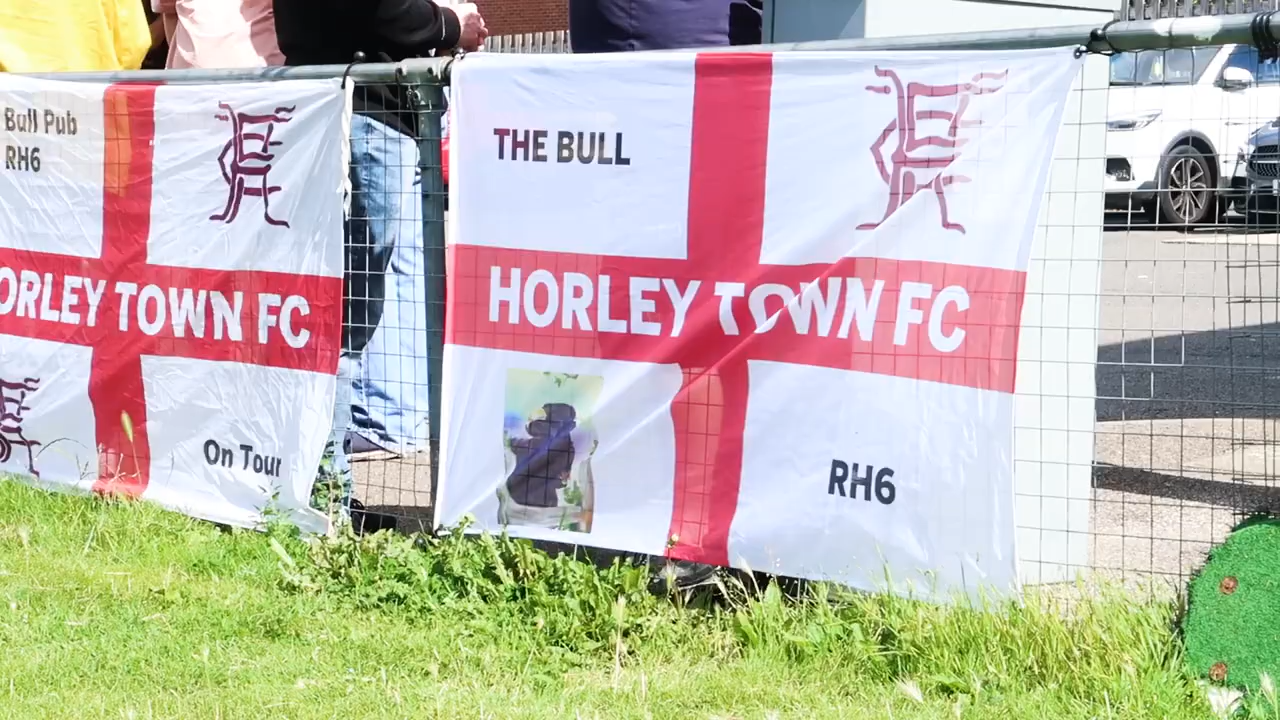 Bull Pub
RH6
ORLEY TOWN FC
On Tour
THE BULL
HORLEY TOWN FC
RH6